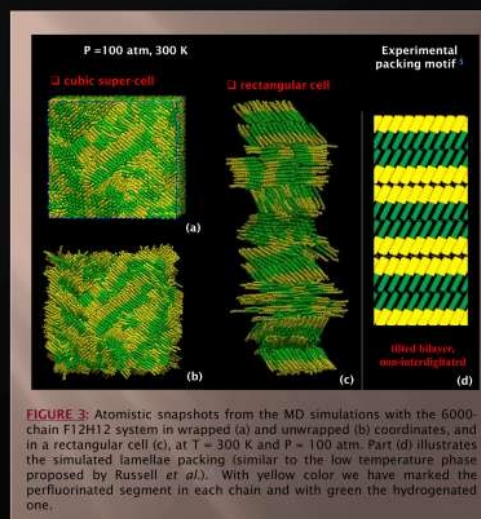 P =100 atm, 300 K
Experimental
packing motif 5
❑ cubic super-cell
❑ rectangular cell
(a)
(b)
(c)
tilted bilayer,
non-interdigitated
(d)
FIGURE 3: Atomistic snapshots from the MD simulations with the 6000-
chain F12H12 system in wrapped (a) and unwrapped (b) coordinates, and
in a rectangular cell (c), at T = 300 K and P = 100 atm. Part (d) illustrates
the simulated lamellae packing (similar to the low temperature phase
proposed by Russell et al.). With yellow color we have marked the
perfluorinated segment in each chain and with green the hydrogenated
one.